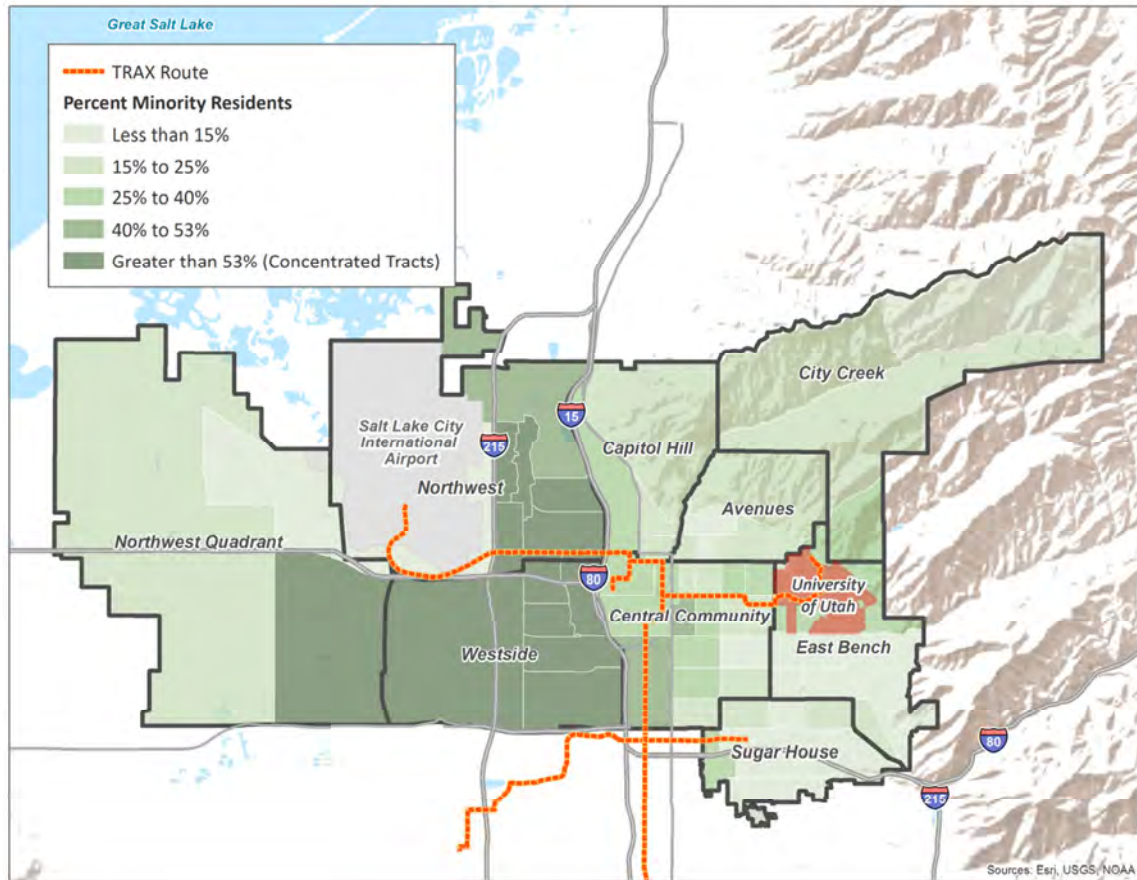 Great Salt Lake
TRAX Route
Percent Minority Residents
Less than 15%
15% to 25%
25% to 40%
40% to 53%
Greater than 53% (Concentrated Tracts)
City Creek
15
Salt Lake City
International
Airport
215
Capitol Hill
Northwest
Avenues
Northwest Quadrant
80
University
of Utah
Central Community
Westside
East Bench
Sugar House
80
215
Sources: Esri, USGS, NOAA